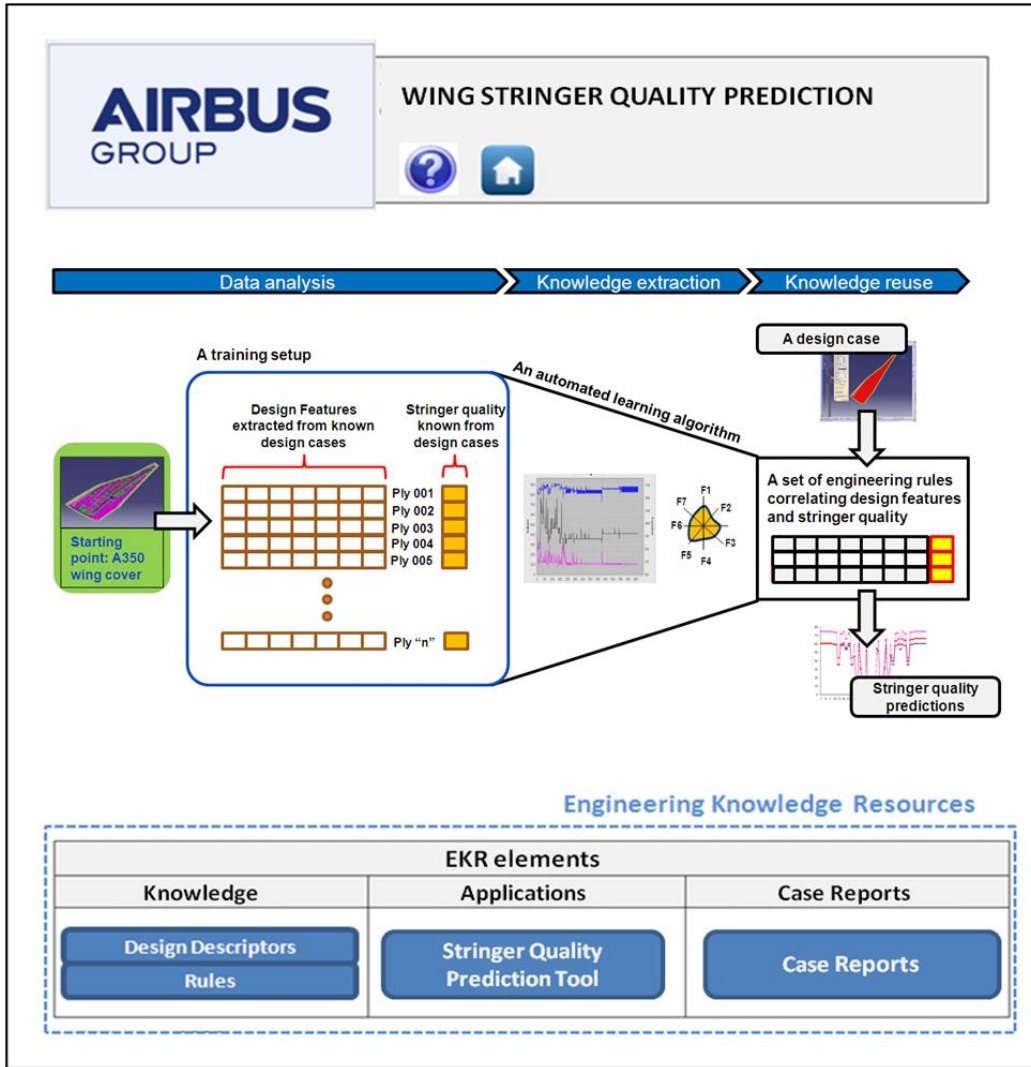 AIRBUS
GROUP
WING STRINGER QUALITY PREDICTION
?
Data analysis
Knowledge extraction
Knowledge reuse
A training setup
Design Features
extracted from known
design cases
Stringer quality
known from
design cases
Ply 001
Ply 002
Ply 003
Ply 004
Ply 005
Ply “n”
Starting
point: A350
wing cover
An automated learning algorithm
F1
F2
F3
F4
F5
F6
F7
A design case
A set of engineering rules
correlating design features
and stringer quality
Stringer quality
predictions
Engineering Knowledge Resources
EKR elements
Knowledge
Applications
Case Reports
Design Descriptors
Rules
Stringer Quality
Prediction Tool
Case Reports